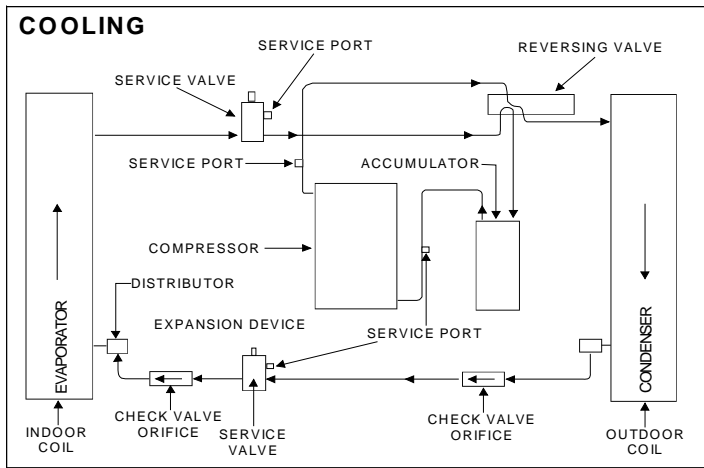 COOLING
SERVICE PORT
REVERSING VALVE
SERVICE VALVE
SERVICE PORT
ACCUMULATOR
COMPRESSOR
DISTRIBUTOR
EXPANSION DEVICE
SERVICE PORT
EVAPORATOR
CONDENSER
INDOOR
COIL
CHECK VALVE
ORIFICE
SERVICE
VALVE
CHECK VALVE
ORIFICE
OUTDOOR
COIL